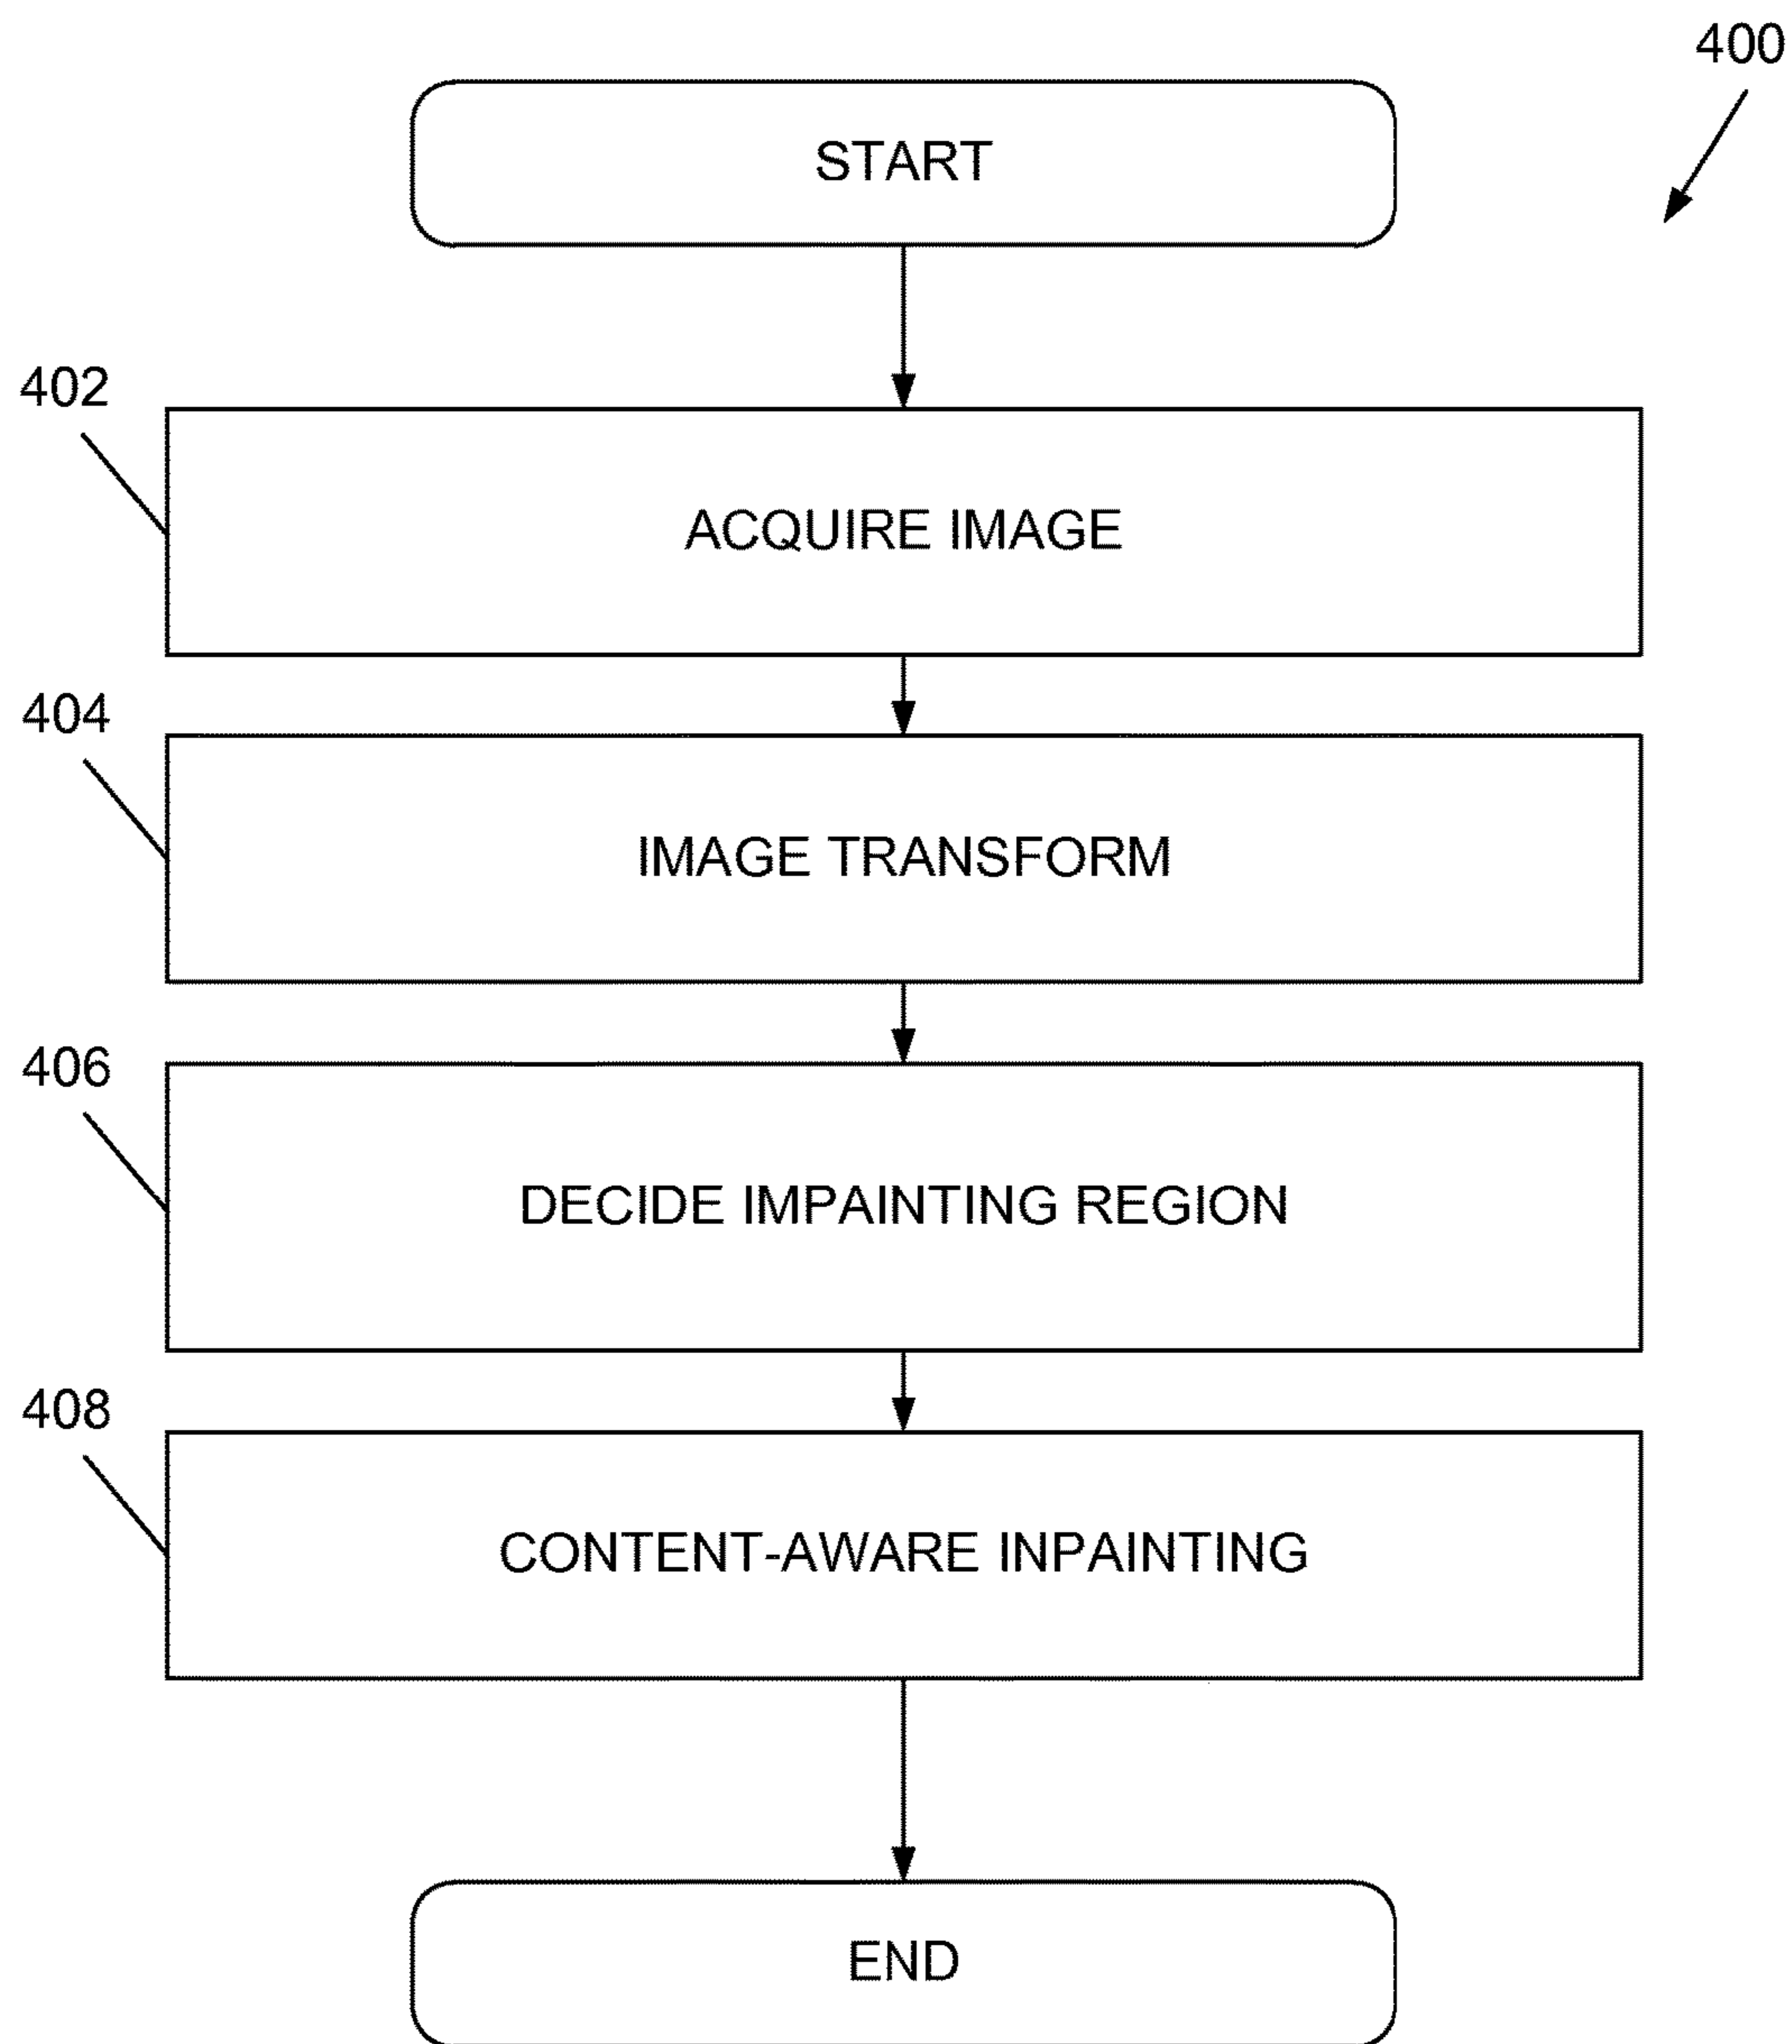 400
START
402
ACQUIRE IMAGE
404
IMAGE TRANSFORM
406
DECIDE IMPAINTING REGION
408
CONTENT-AWARE INPAINTING
END